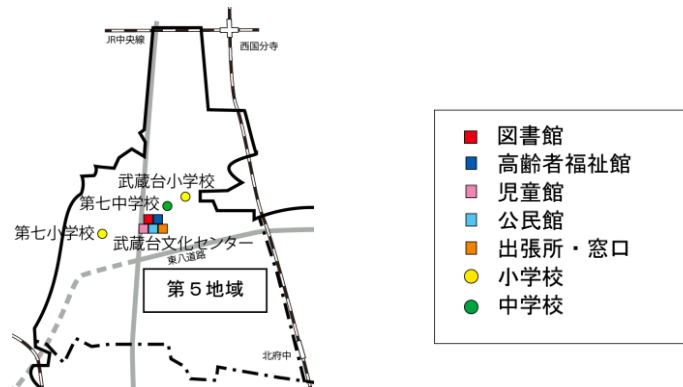 JR中央線
西国分寺
武蔵台小学校
第七中学校
第七小学校
武蔵台文化センター
東八道路
第５地域
北府中
図書館
高齢者福祉館
児童館
公民館
出張所・窓口
小学校
中学校